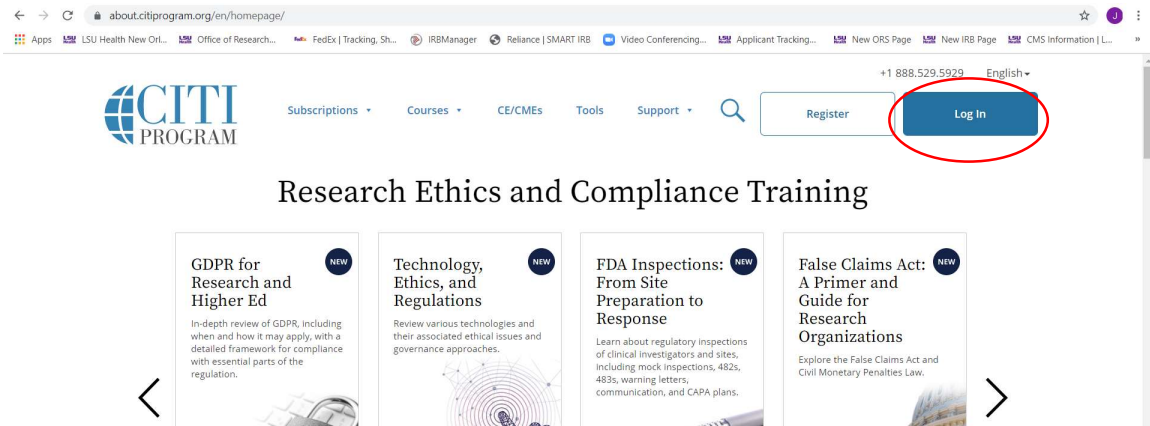 about.citiprogram.org/en/homepage/
J
Apps LSU Health New Orl... Office of Research... FedEx | Tracking, Sh... IRBManager Reliance | SMART IRB Video Conferencing... Applicant Tracking... New ORS Page New IRB Page CMS Information | L... »
+1 888.529.5929 English
CITI
PROGRAM
Subscriptions Courses CE/CMEs Tools Support Register Log In
Research Ethics and Compliance Training
GDPR for
Research and
Higher Ed
NEW
In-depth review of GDPR, including
when and how it may apply, with a
detailed framework for compliance
with essential parts of the
regulation.
Technology,
Ethics, and
Regulations
NEW
Review various technologies and
their associated ethical issues and
governance approaches.
FDA Inspections:
From Site
Preparation to
Response
NEW
Learn about regulatory inspections
of clinical investigators and sites,
including mock inspections, 482s,
483s, warning letters,
communication, and CAPA plans.
False Claims Act:
A Primer and
Guide for
Research
Organizations
NEW
Explore the False Claims Act and
Civil Monetary Penalties Law.